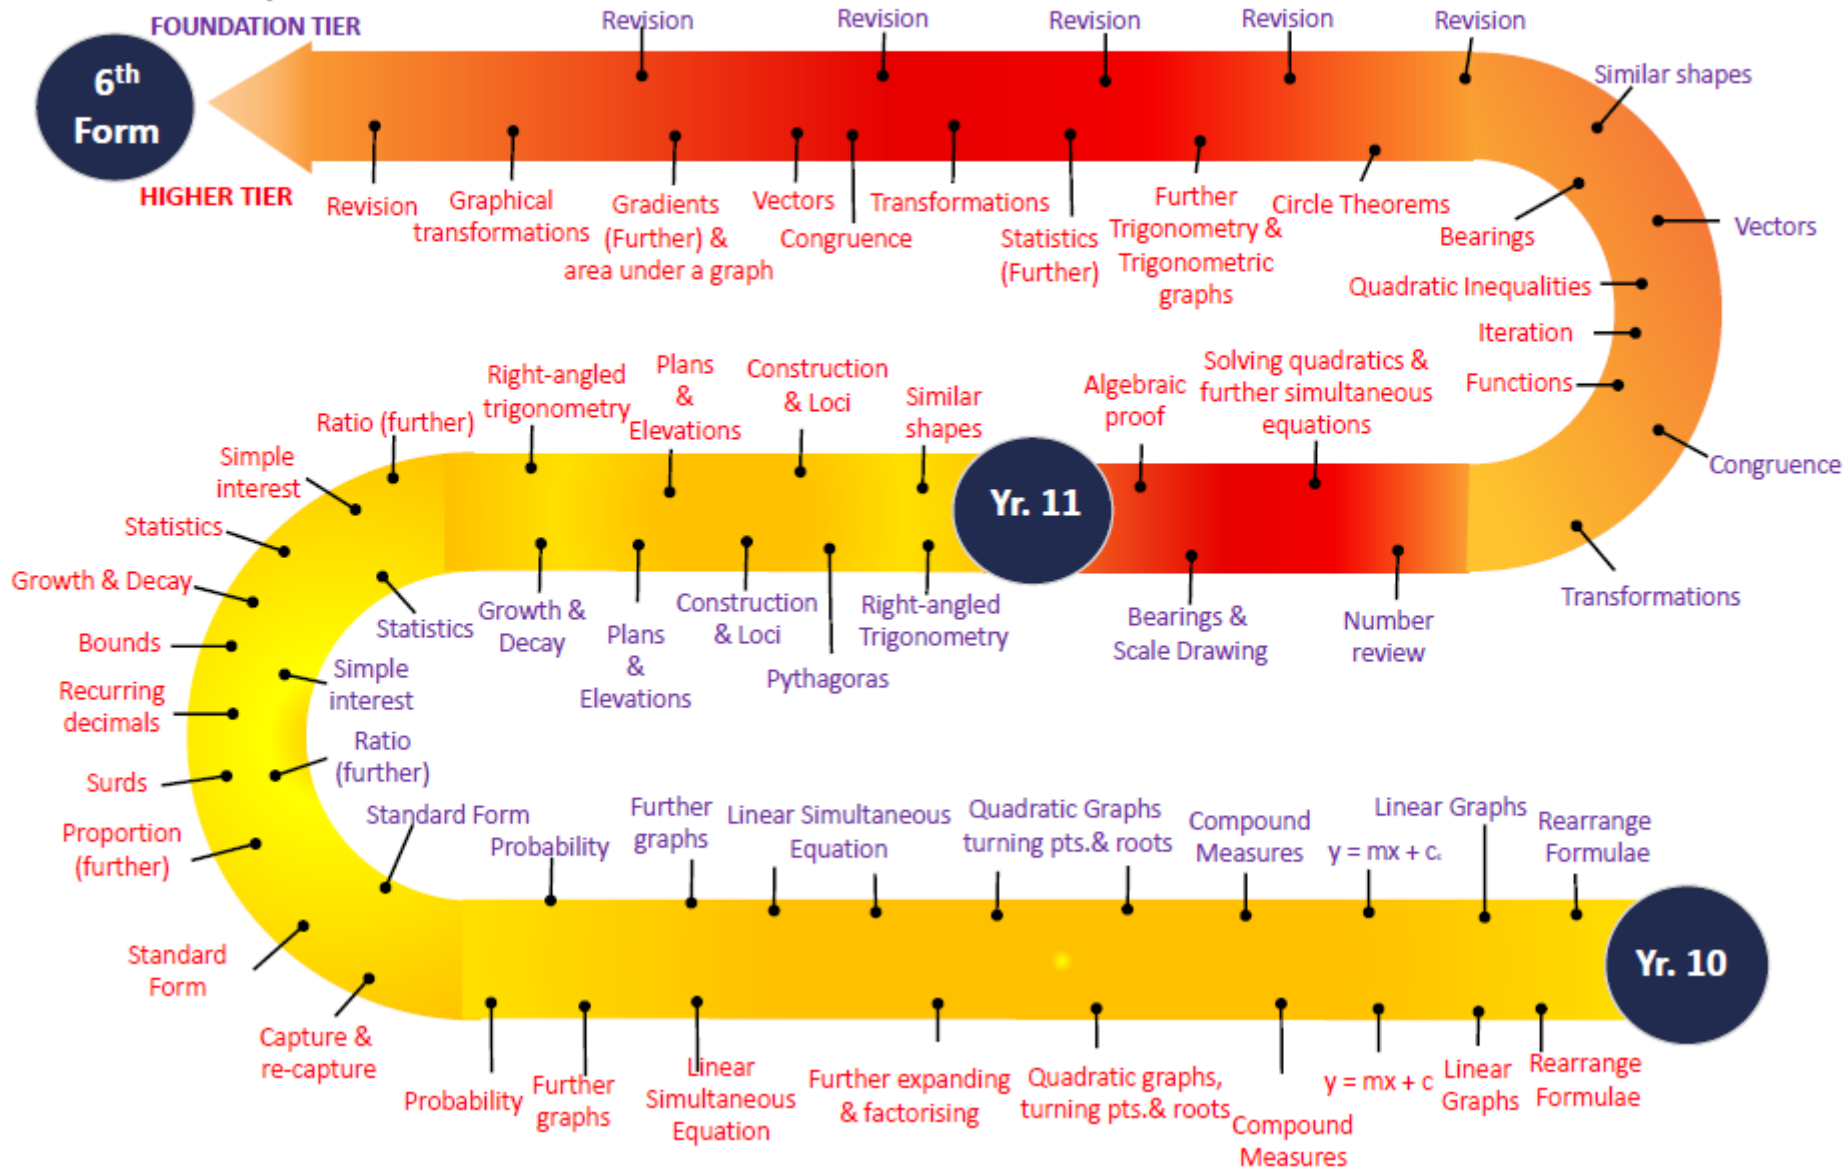 FOUNDATION TIER
Revision
Revision
Revision
Revision
Revision
6th
Form
Similar shapes
HIGHER TIER
Revision
Graphical
transformations
Gradients
(Further) &
area under a graph
Vectors
Congruence
Transformations
Statistics
(Further)
Further
Trigonometry &
Trigonometric
graphs
Circle Theorems
Bearings
Vectors
Quadratic Inequalities
Iteration
Functions
Congruence
Transformations
Ratio (further)
Right-angled
trigonometry
Plans
&
Elevations
Construction
& Loci
Similar
shapes
Yr. 11
Algebraic
proof
Solving quadratics &
further simultaneous
equations
Simple
interest
Statistics
Growth & Decay
Bounds
Recurring
decimals
Surds
Proportion
(further)
Standard
Form
Capture &
re-capture
Statistics
Growth &
Decay
Plans
&
Elevations
Construction
& Loci
Pythagoras
Right-angled
Trigonometry
Bearings &
Scale Drawing
Number
review
Simple
interest
Ratio
(further)
Standard Form
Probability
Further
graphs
Linear Simultaneous
Equation
Quadratic Graphs
turning pts.& roots
Compound
Measures
y = mx + c
Linear Graphs
Rearrange
Formulae
Yr. 10
Probability
Further
graphs
Linear
Simultaneous
Equation
Further expanding
& factorising
Quadratic graphs,
turning pts.& roots
Compound
Measures
y = mx + c
Linear
Graphs
Rearrange
Formulae